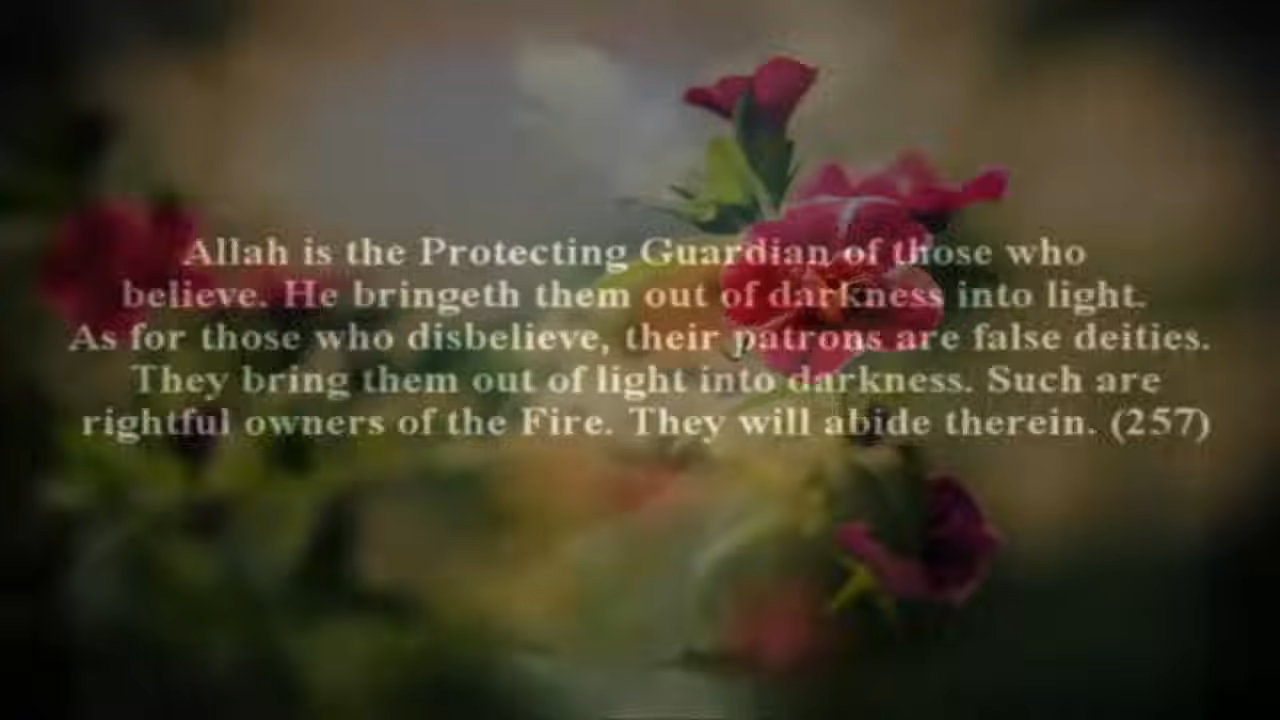 Allah is the Protecting Guardian of those who
believe. He bringeth them out of darkness into light.
As for those who disbelieve, their patrons are false deities.
They bring them out of light into darkness. Such are
rightful owners of the Fire. They will abide therein. (257)